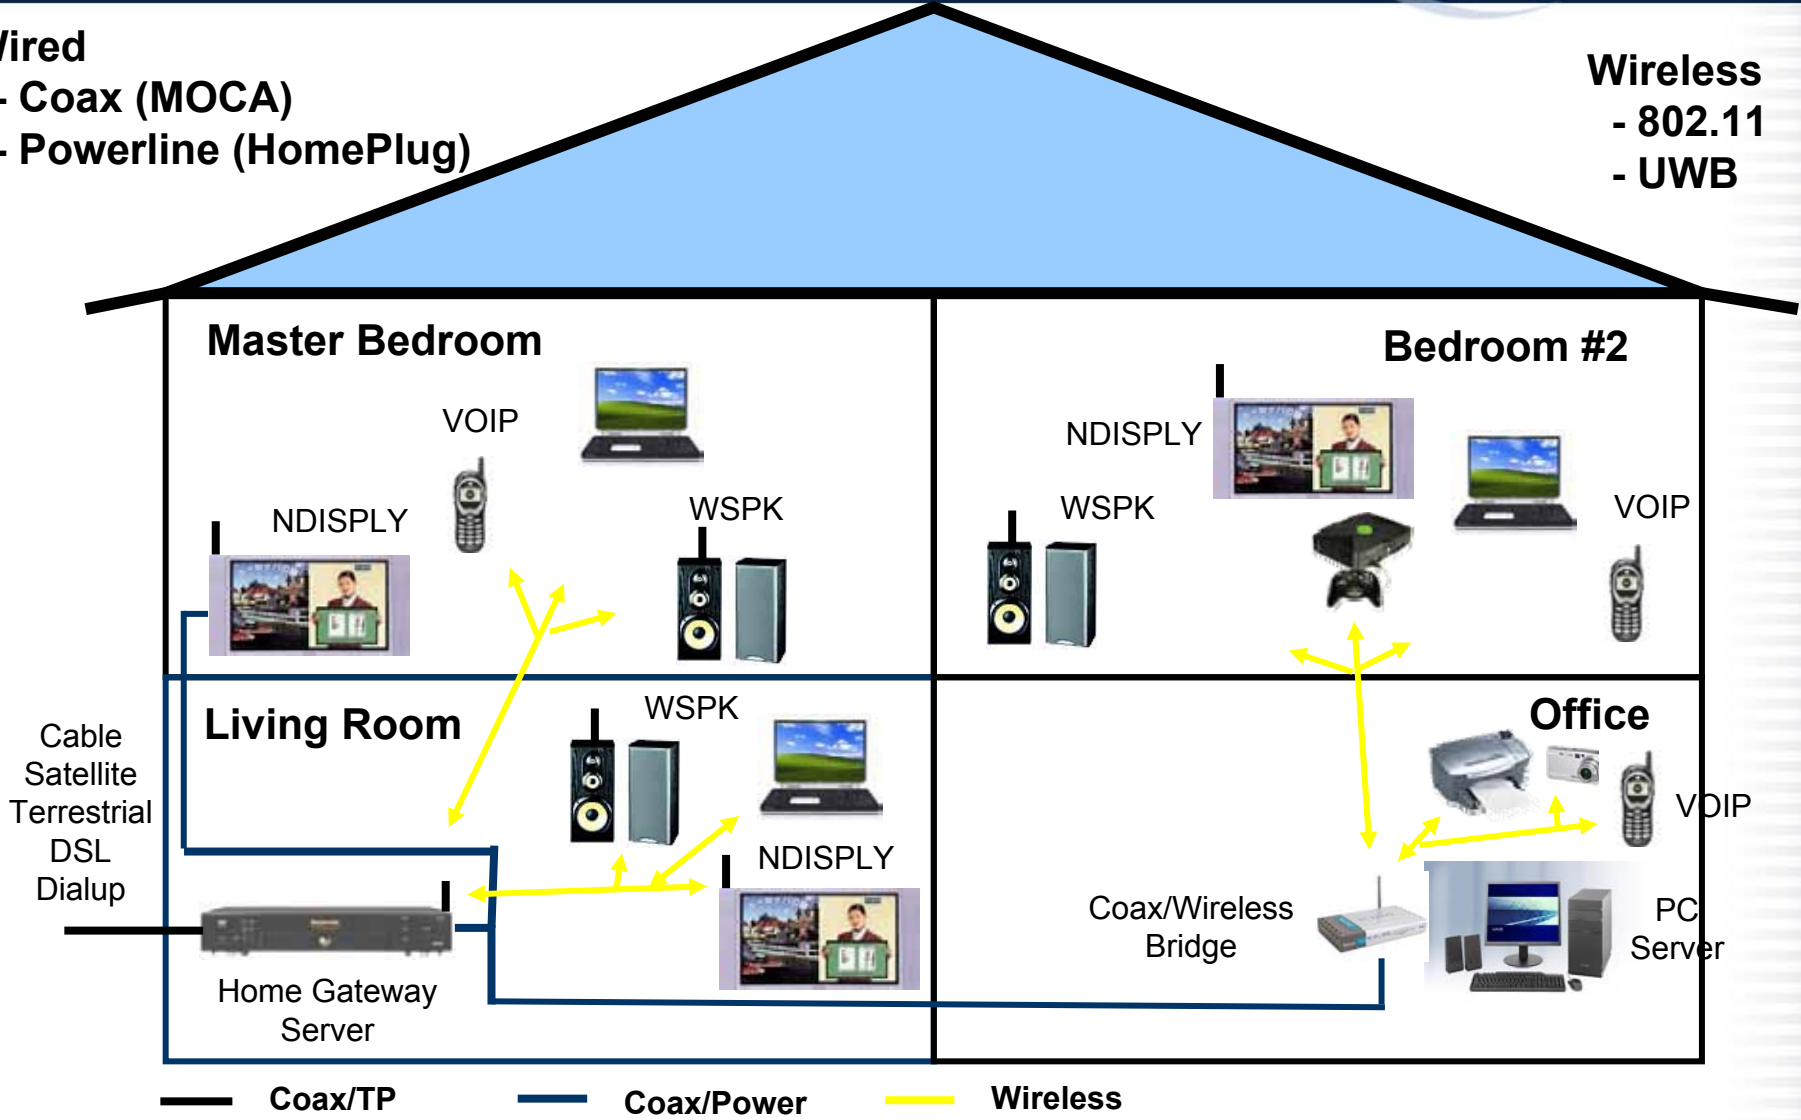 Wired
- Coax (MOCA)
- Powerline (HomePlug)
Wireless
- 802.11
- UWB
Master Bedroom
VOIP
NDISPLY
WSPK
Bedroom #2
NDISPLY
WSPK
VOIP
Living Room
WSPK
NDISPLY
Cable
Satellite
Terrestrial
DSL
Dialup
Home Gateway
Server
Office
VOIP
Coax/Wireless
Bridge
PC
Server
Coax/TP
Coax/Power
Wireless